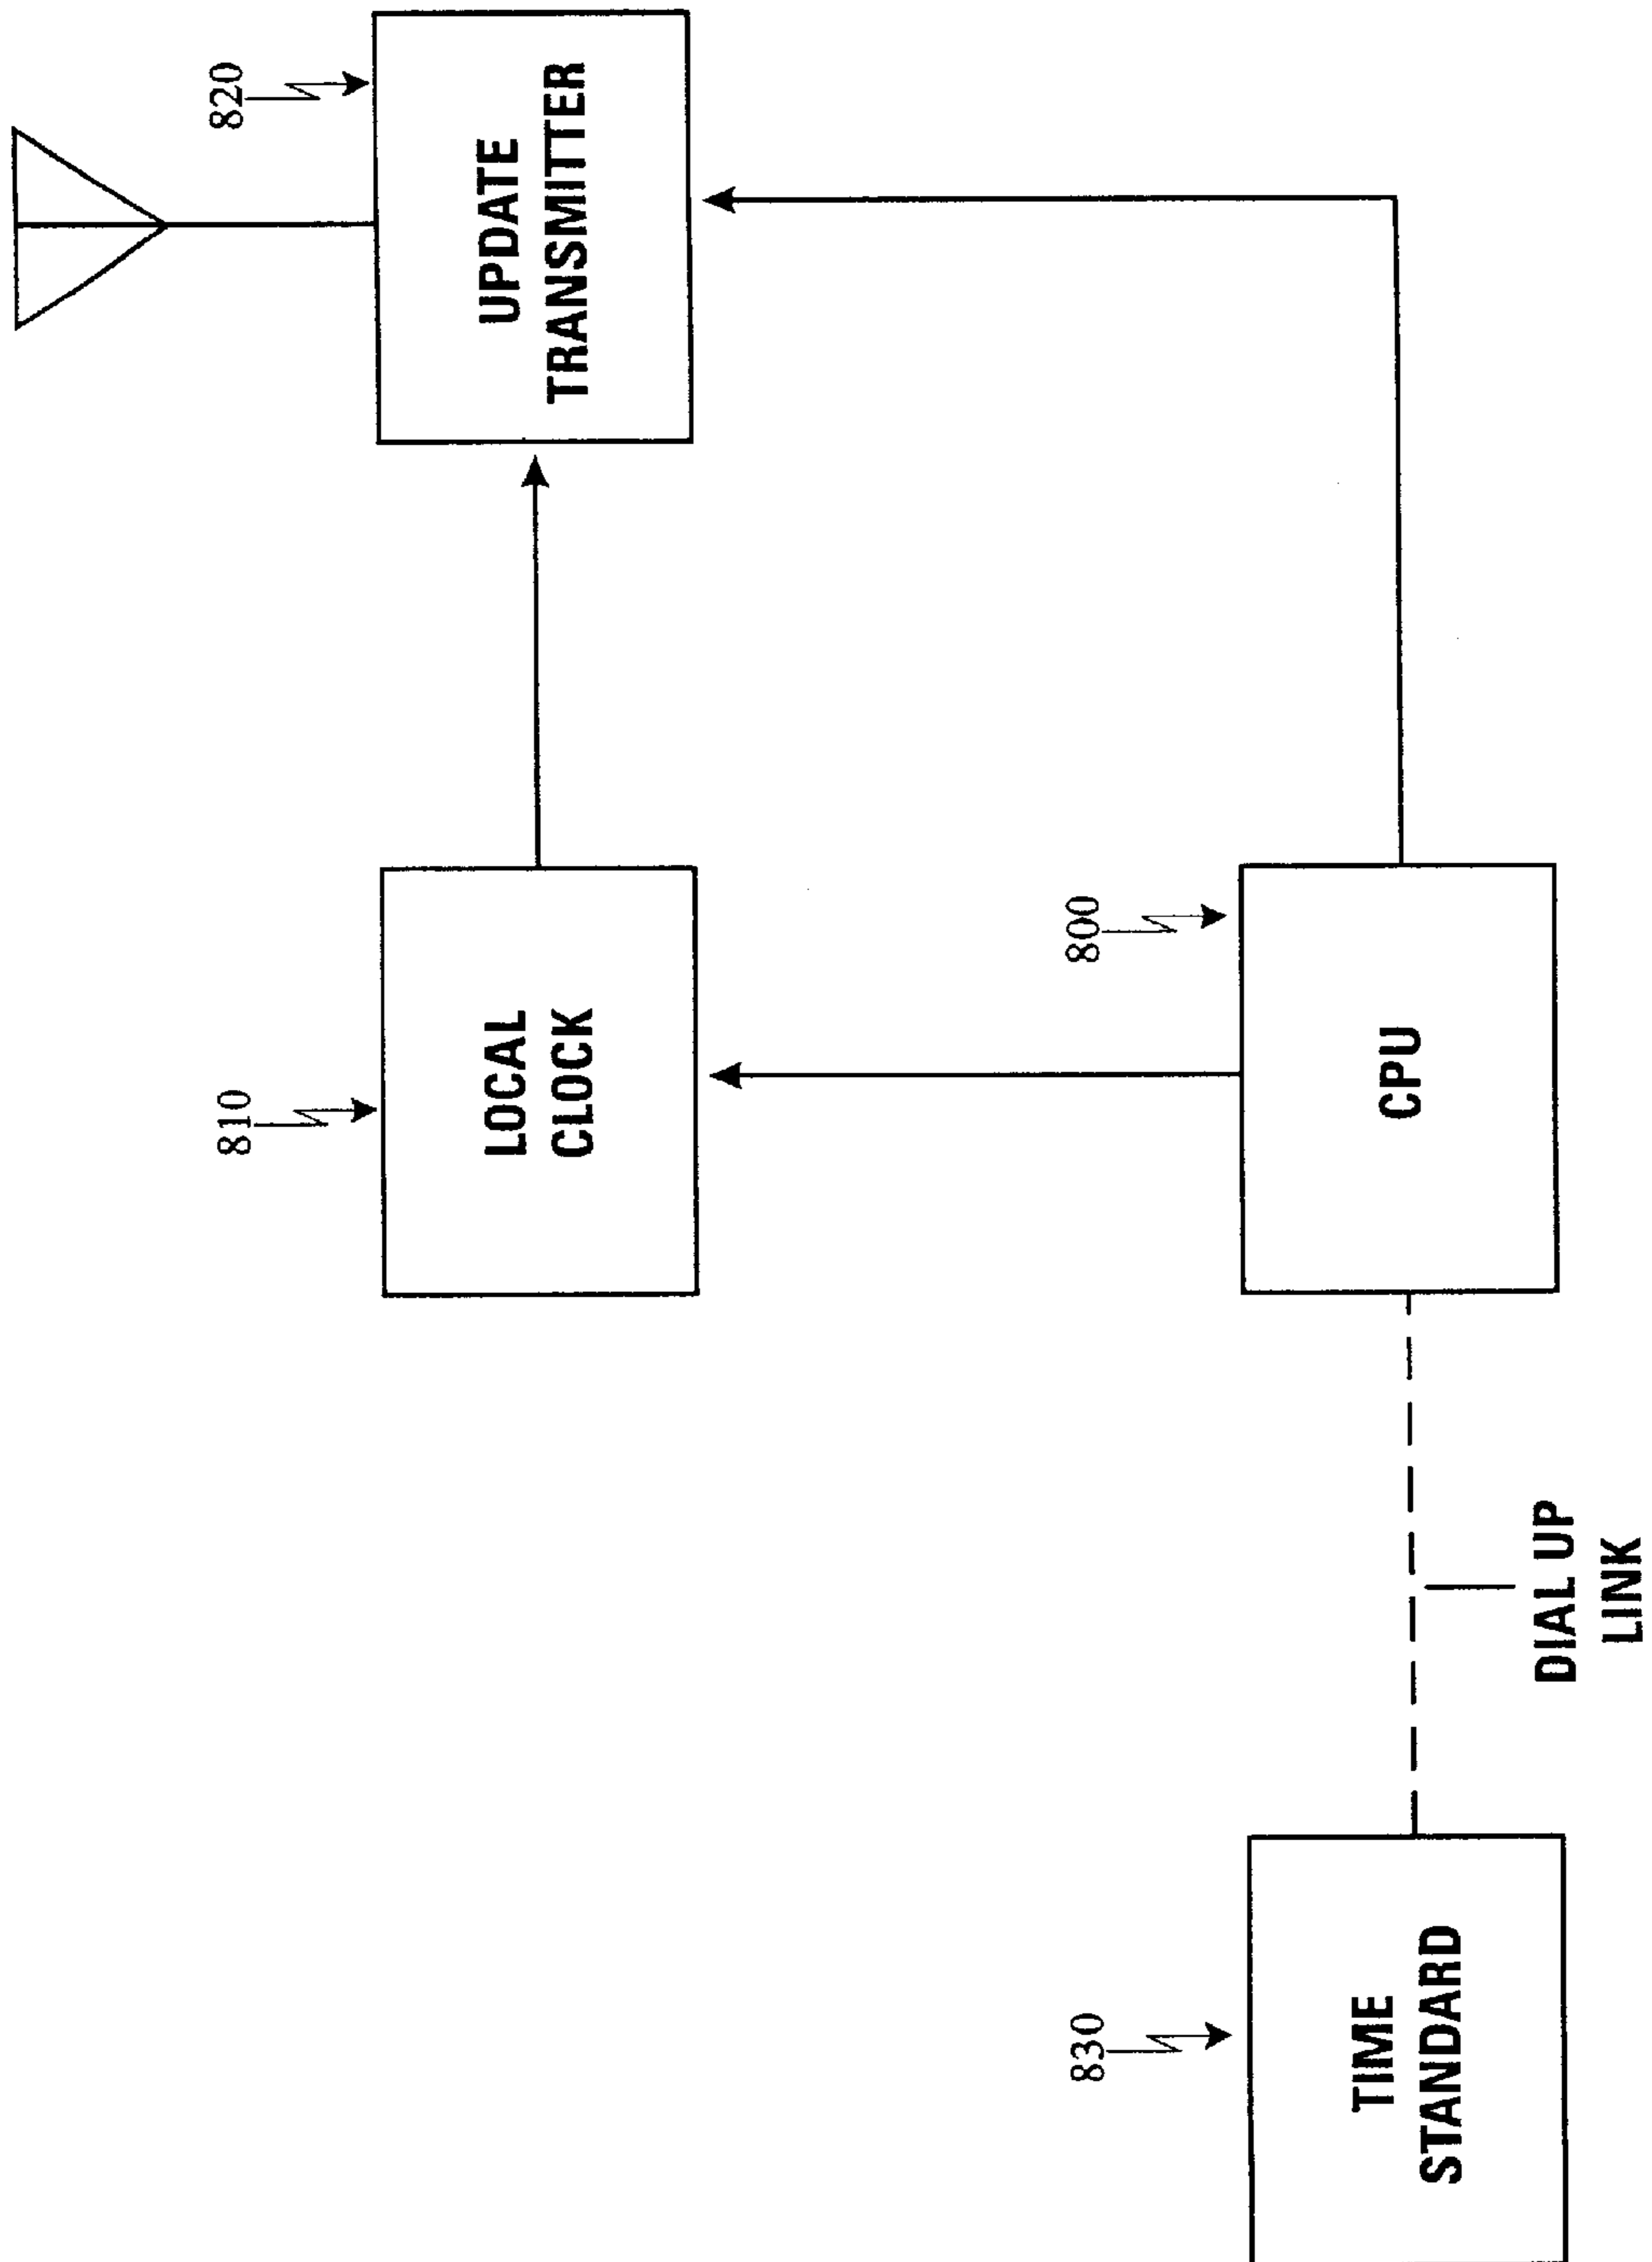 810
LOCAL
CLOCK
820
UPDATE
TRANSMITTER
830
TIME
STANDARD
DIAL UP
LINK
800
CPU